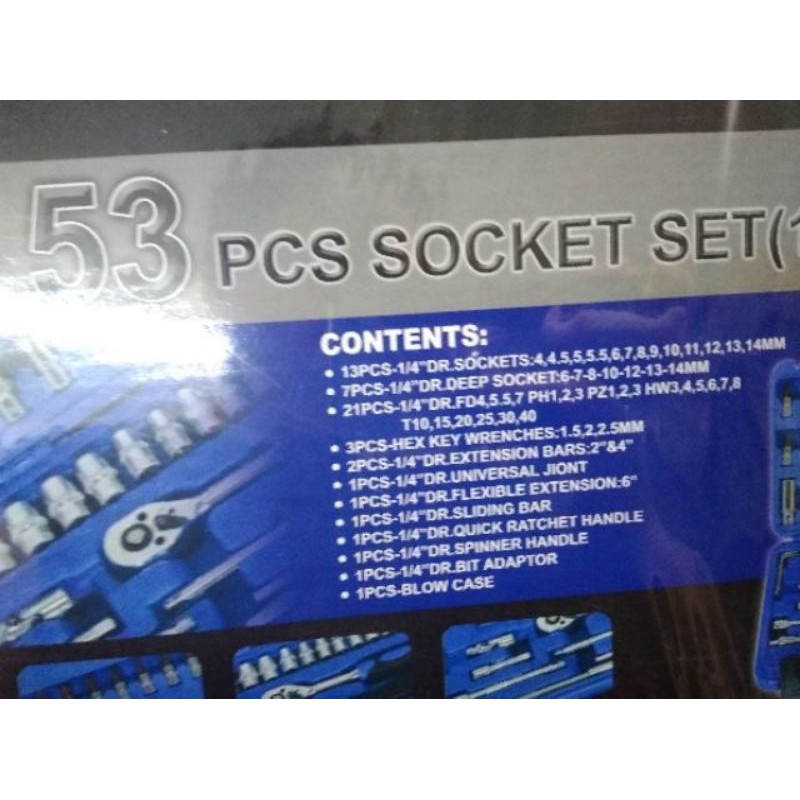 53 PCS SOCKET SET(1
CONTENTS:
• 13PCS-1/4"DR.SOCKETS:4,4.5,5,5.5,6,7,8,9,10,11,12,13,14MM
• 7PCS-1/4"DR.DEEP SOCKET:6-7-8-10-12-13-14MM
• 21PCS-1/4"DR.FD4,5.5,7 PH1,2,3 PZ1,2,3 HW3,4,5,6,7,8
T10,15,20,25,30,40
• 3PCS-HEX KEY WRENCHES:1.5,2,2.5MM
• 2PCS-1/4"DR.EXTENSION BARS:2"&4"
• 1PCS-1/4"DR.UNIVERSAL JIONT
• 1PCS-1/4"DR.FLEXIBLE EXTENSION:6"
• 1PCS-1/4"DR.SLIDING BAR
• 1PCS-1/4"DR.QUICK RATCHET HANDLE
• 1PCS-1/4"DR.SPINNER HANDLE
• 1PCS-1/4"DR.BIT ADAPTOR
• 1PCS-BLOW CASE